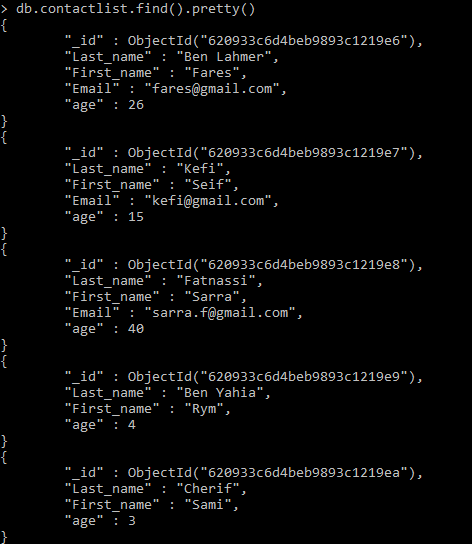 > db.contactlist.find().pretty()
{
        "_id" : ObjectId("620933c6d4beb9893c1219e6"),
        "Last_name" : "Ben Lahmer",
        "First_name" : "Fares",
        "Email" : "fares@gmail.com",
        "age" : 26
}
{
        "_id" : ObjectId("620933c6d4beb9893c1219e7"),
        "Last_name" : "Kefi",
        "First_name" : "Seif",
        "Email" : "kefi@gmail.com",
        "age" : 15
}
{
        "_id" : ObjectId("620933c6d4beb9893c1219e8"),
        "Last_name" : "Fatnassi",
        "First_name" : "Sarra",
        "Email" : "sarra.f@gmail.com",
        "age" : 40
}
{
        "_id" : ObjectId("620933c6d4beb9893c1219e9"),
        "Last_name" : "Ben Yahia",
        "First_name" : "Rym",
        "age" : 4
}
{
        "_id" : ObjectId("620933c6d4beb9893c1219ea"),
        "Last_name" : "Cherif",
        "First_name" : "Sami",
        "age" : 3
}